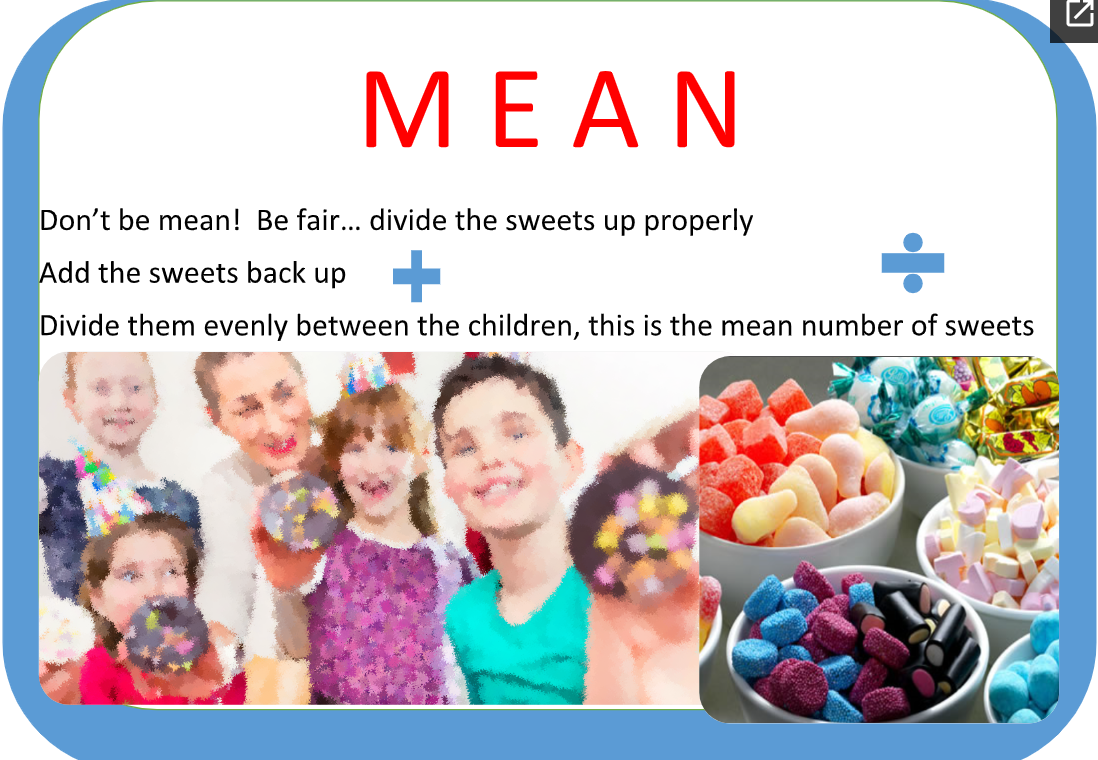 M E A N
Don’t be mean!  Be fair… divide the sweets up properly
Add the sweets back up
Divide them evenly between the children, this is the mean number of sweets